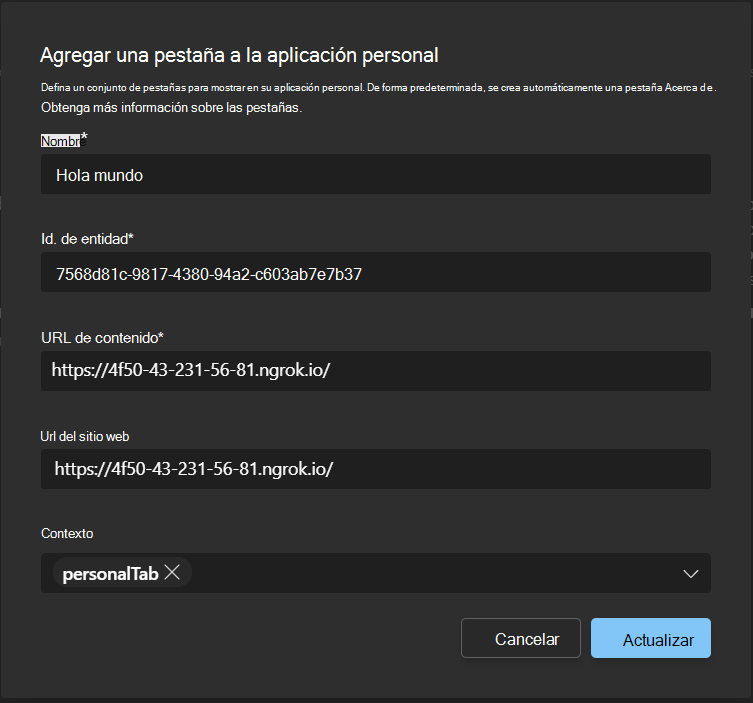 Agregar una pestaña a la aplicación personal
Defina un conjunto de pestañas para mostrar en su aplicación personal. De forma predeterminada, se crea automáticamente una pestaña Acerca de.
Obtenga más información sobre las pestañas.
Nombre*
Hola mundo
Id. de entidad*
7568d81c-9817-4380-94a2-c603ab7e7b37
URL de contenido*
https://4f50-43-231-56-81.ngrok.io/
Url del sitio web
https://4f50-43-231-56-81.ngrok.io/
Contexto
personalTab
Cancelar
Actualizar